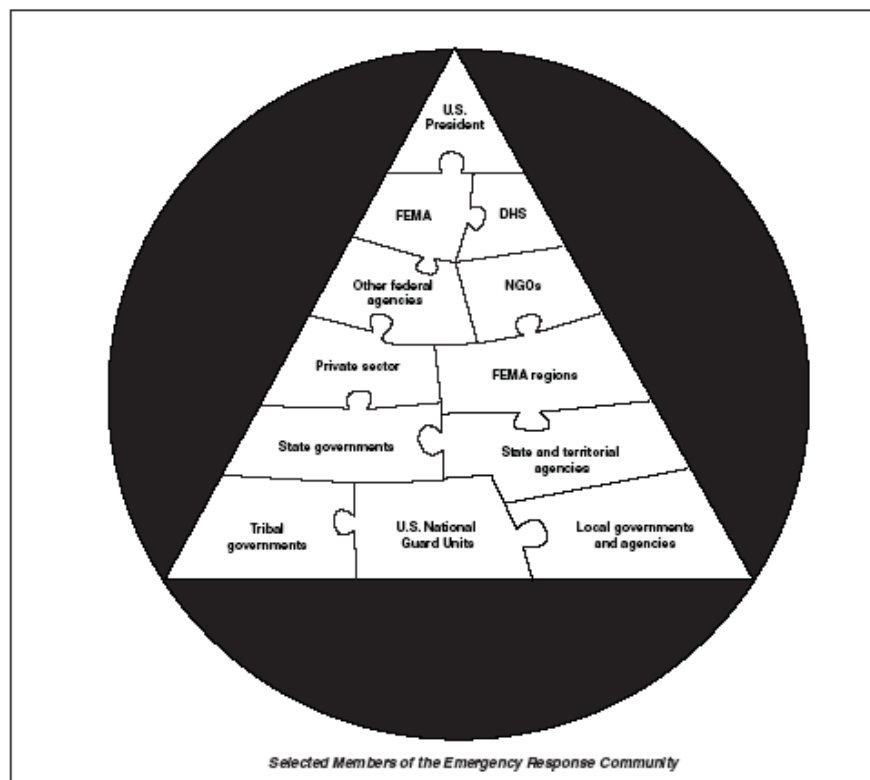 U.S.
President
FEMA
DHS
Other federal
agencies
NGOs
Private sector
FEMA regions
State governments
State and territorial
agencies
Tribal
governments
U.S. National
Guard Units
Local governments
and agencies
Selected Members of the Emergency Response Community